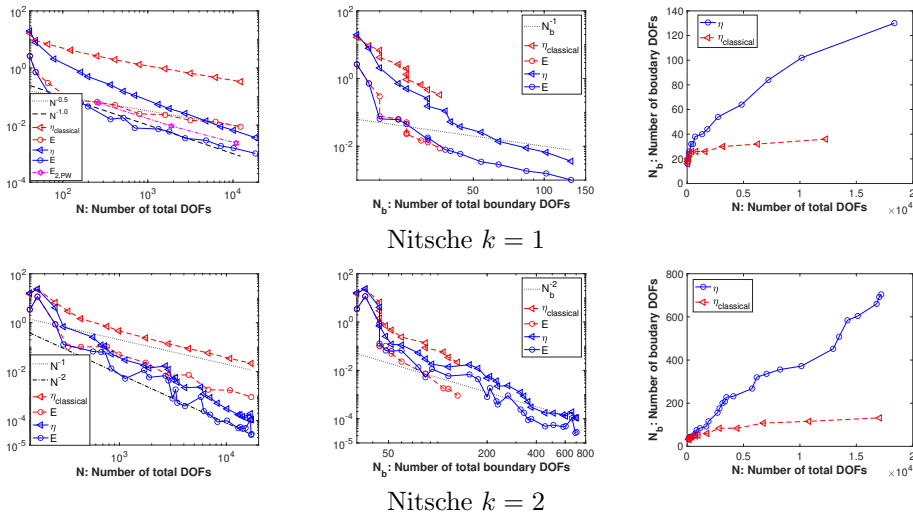 10^2
10^0
10^-2
10^-4
N^-0.5
N^-1.0
η_classical
E
η
E
E_2,PW
10^2 10^3 10^4
N: Number of total DOFs
10^2
10^0
10^-2
N_b^-1
η_classical
E
η
E
50 100 150
N_b: Number of total boundary DOFs
140
120
100
80
60
40
20
0
N_b: Number of boudary DOFs
η
η_classical
0 0.5 1 1.5 2
N: Number of total DOFs
×10^4
Nitsche k = 1
10^2
10^0
10^-2
10^-4
10^-5
N^-1
N^-2
η_classical
E
η
E
10^3 10^4
N: Number of total DOFs
10^2
10^0
10^-2
10^-4
10^-5
N_b^-2
η_classical
E
η
E
50 200 400 600 800
N_b: Number of total boundary DOFs
800
600
400
200
0
N_b: Number of boudary DOFs
η
η_classical
0 0.5 1 1.5 2
N: Number of total DOFs
×10^4
Nitsche k = 2